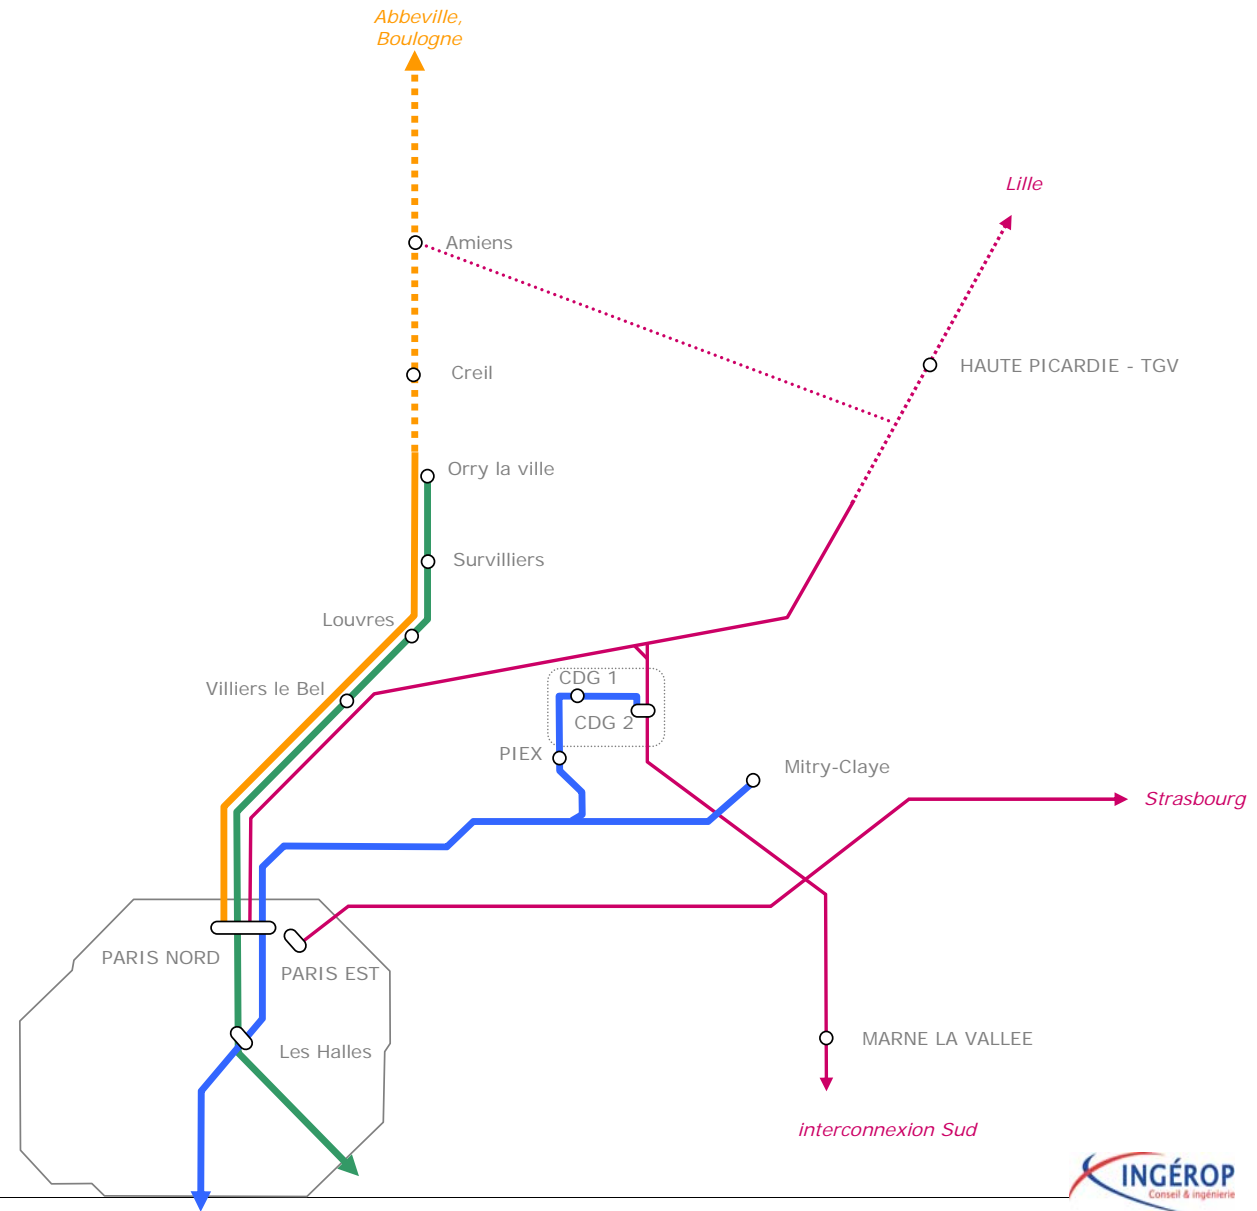 Abbeville,
Boulogne
Lille
Amiens
HAUTE PICARDIE - TGV
Creil
Orry la ville
Survilliers
Louvres
CDG 1
Villiers le Bel
CDG 2
PIEX
Mitry-Claye
Strasbourg
PARIS NORD
PARIS EST
MARNE LA VALLEE
Les Halles
interconnexion Sud
INGÉROP
Conseil & ingénierie